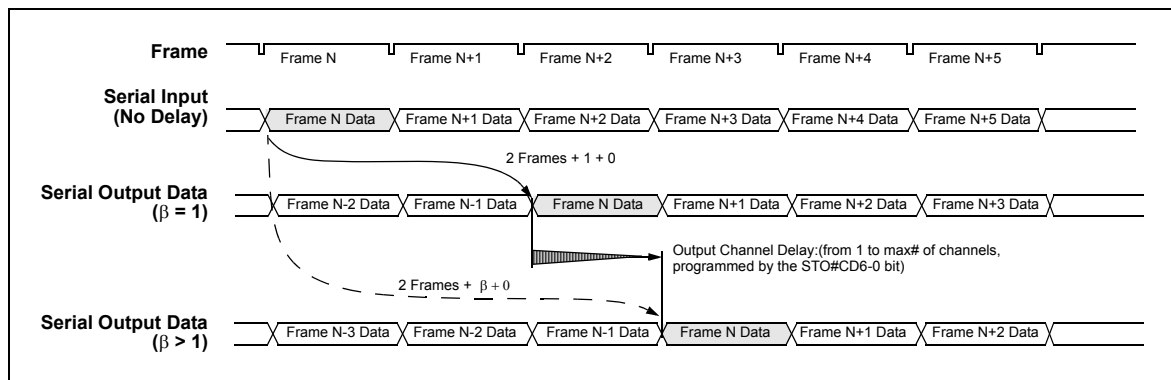 Frame
Frame N Frame N+1 Frame N+2 Frame N+3 Frame N+4 Frame N+5
Serial Input
(No Delay)
Frame N Data Frame N+1 Data Frame N+2 Data Frame N+3 Data Frame N+4 Data Frame N+5 Data
2 Frames + 1 + 0
Serial Output Data
(β = 1)
Frame N-2 Data Frame N-1 Data Frame N Data Frame N+1 Data Frame N+2 Data Frame N+3 Data
Output Channel Delay:(from 1 to max# of channels,
programmed by the STO#CD6-0 bit)
2 Frames + β + 0
Serial Output Data
(β > 1)
Frame N-3 Data Frame N-2 Data Frame N-1 Data Frame N Data Frame N+1 Data Frame N+2 Data